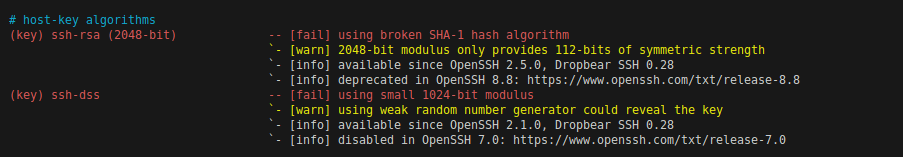 # host-key algorithms
(key) ssh-rsa (2048-bit) -- [fail] using broken SHA-1 hash algorithm
`- [warn] 2048-bit modulus only provides 112-bits of symmetric strength
`- [info] available since OpenSSH 2.5.0, Dropbear SSH 0.28
`- [info] deprecated in OpenSSH 8.8: https://www.openssh.com/txt/release-8.8
(key) ssh-dss -- [fail] using small 1024-bit modulus
`- [warn] using weak random number generator could reveal the key
`- [info] available since OpenSSH 2.1.0, Dropbear SSH 0.28
`- [info] disabled in OpenSSH 7.0: https://www.openssh.com/txt/release-7.0